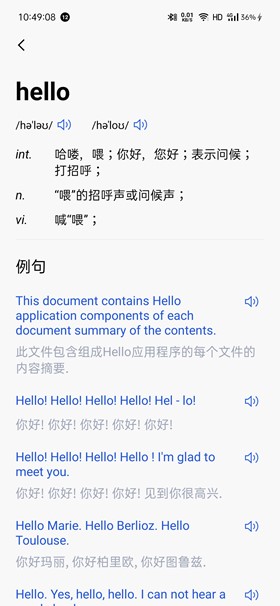 10:49:08
0.01 KB/S HD 4G 36%
hello
/həˈləʊ/ /həˈloʊ/
int. 哈喽，喂；你好，您好；表示问候；
打招呼；
n. “喂”的招呼声或问候声；
vi. 喊“喂”；
例句
This document contains Hello
application components of each
document summary of the contents.
此文件包含组成Hello应用程序的每个文件的
内容摘要.
Hello! Hello! Hello! Hello! Hel - lo!
你好! 你好! 你好! 你好! 你好!
Hello! Hello! Hello! Hello ! I'm glad to
meet you.
你好! 你好! 你好! 你好! 见到你很高兴.
Hello Marie. Hello Berlioz. Hello
Toulouse.
你好玛丽, 你好柏里欧, 你好图鲁兹.
Hello. Yes, hello, hello. I can not hear a